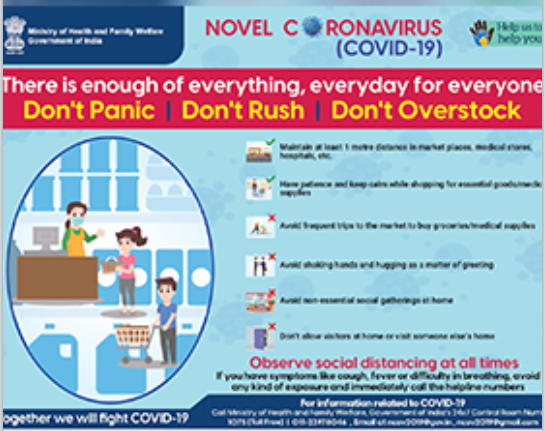 Ministry of Health and Family Welfare
Government of India
NOVEL C RONAVIRUS
(COVID-19)
Help us to
help you
There is enough of everything, everyday for everyone
Don't Panic | Don't Rush | Don't Overstock
Maintain at least 1 metre distance in market places, medical stores,
hospitals, etc.
Have patience and keep calm while shopping for essential goods/medic
supplies
Avoid frequent trips to the market to buy groceries/medical supplies
Avoid shaking hands and hugging as a matter of greeting
Avoid non-essential social gatherings at home
Don't allow visitors at home or visit someone else's home
Observe social distancing at all times
If you have symptoms like cough, fever or difficulty in breathing, avoid
any kind of exposure and immediately call the helpline numbers
ogether we will fight COVID-19
For information related to COVID-19
Call Ministry of Health and Family Welfare, Government of India's 24x7 Control Room Num
1075 (Toll Free) | Email at